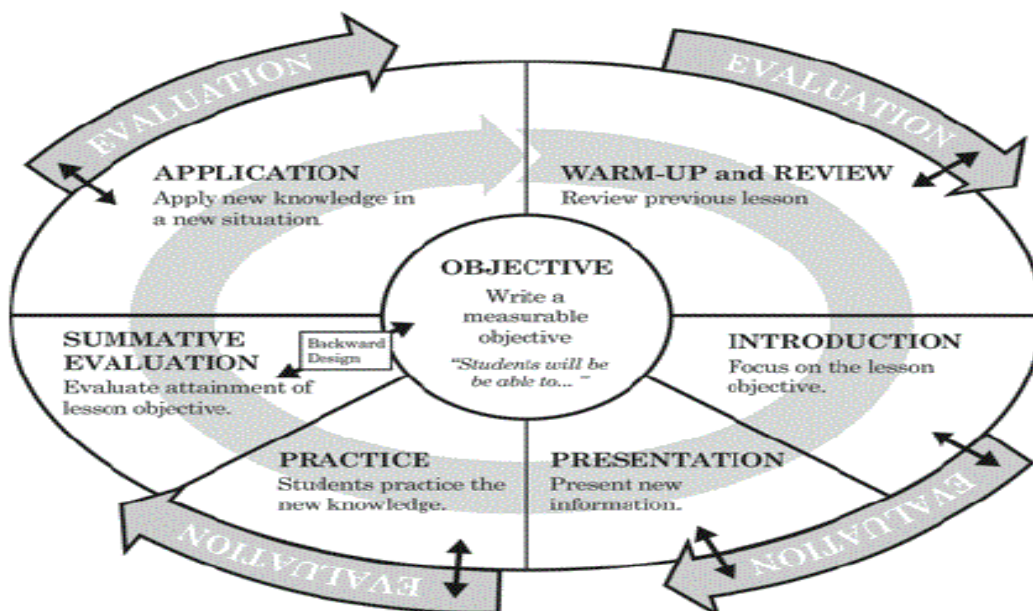 EVALUATION
EVALUATION
APPLICATION
Apply new knowledge in
a new situation.
WARM-UP and REVIEW
Review previous lesson
OBJECTIVE
Write a
measurable
objective
"Students will be
be able to... "
SUMMATIVE
EVALUATION
Evaluate attainment of
lesson objective.
Backward
Design
INTRODUCTION
Focus on the lesson
objective.
PRACTICE
Students practice the
new knowledge.
PRESENTATION
Present new
information.
EVALUATION
EVALUATION